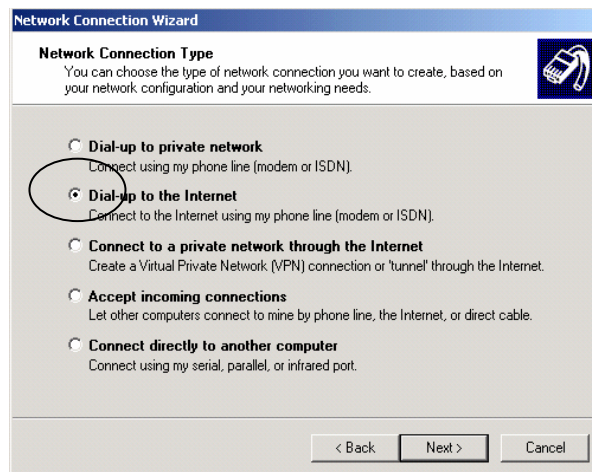 Network Connection Wizard
Network Connection Type
You can choose the type of network connection you want to create, based on
your network configuration and your networking needs.
Dial-up to private network
Connect using my phone line (modem or ISDN).
Dial-up to the Internet
Connect to the Internet using my phone line (modem or ISDN).
Connect to a private network through the Internet
Create a Virtual Private Network (VPN) connection or 'tunnel' through the Internet.
Accept incoming connections
Let other computers connect to mine by phone line, the Internet, or direct cable.
Connect directly to another computer
Connect using my serial, parallel, or infrared port.
< Back Next > Cancel